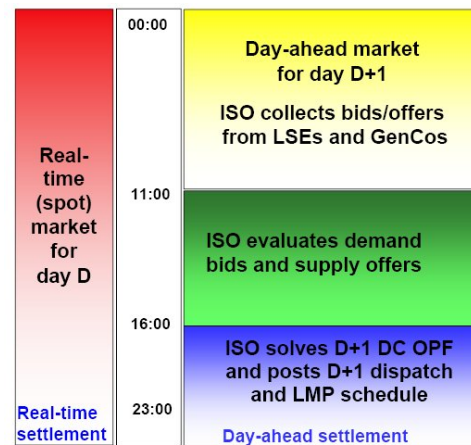 00:00
Day-ahead market
for day D+1
ISO collects bids/offers
from LSEs and GenCos
Real-
time
(spot)
market
for
day D
11:00
ISO evaluates demand
bids and supply offers
16:00
ISO solves D+1 DC OPF
and posts D+1 dispatch
and LMP schedule
23:00
Real-time
settlement
Day-ahead settlement